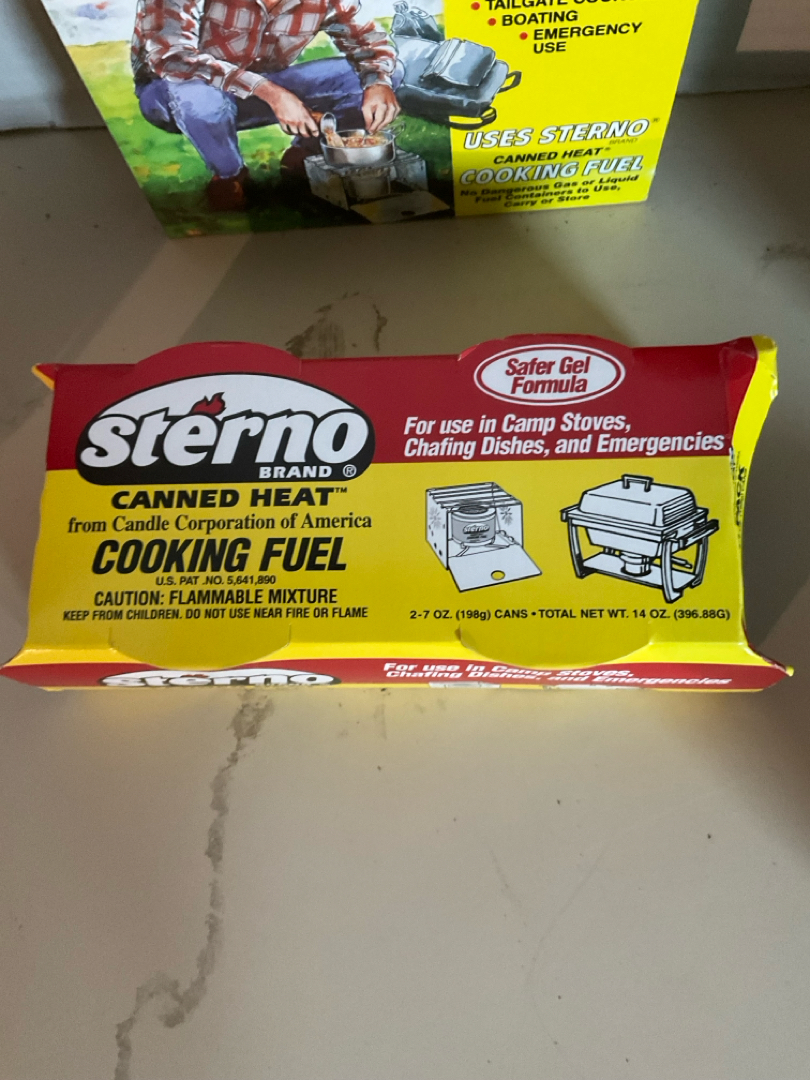 TAILGATE
• BOATING
• EMERGENCY
USE
USES STERNO®
BRAND
CANNED HEAT®
COOKING FUEL
No Dangerous Gas or Liquid
Fuel Containers to Use,
Carry or Store
Safer Gel
Formula
sterno
BRAND ®
For use in Camp Stoves,
Chafing Dishes, and Emergencies
CANNED HEAT™
from Candle Corporation of America
COOKING FUEL
U.S. PAT .NO. 5,641,890
CAUTION: FLAMMABLE MIXTURE
KEEP FROM CHILDREN. DO NOT USE NEAR FIRE OR FLAME
sterno
2-7 OZ. (198g) CANS • TOTAL NET WT. 14 OZ. (396.88G)
sterno
For use in Camp Stoves,
Chafing Dishes, and Emergencies